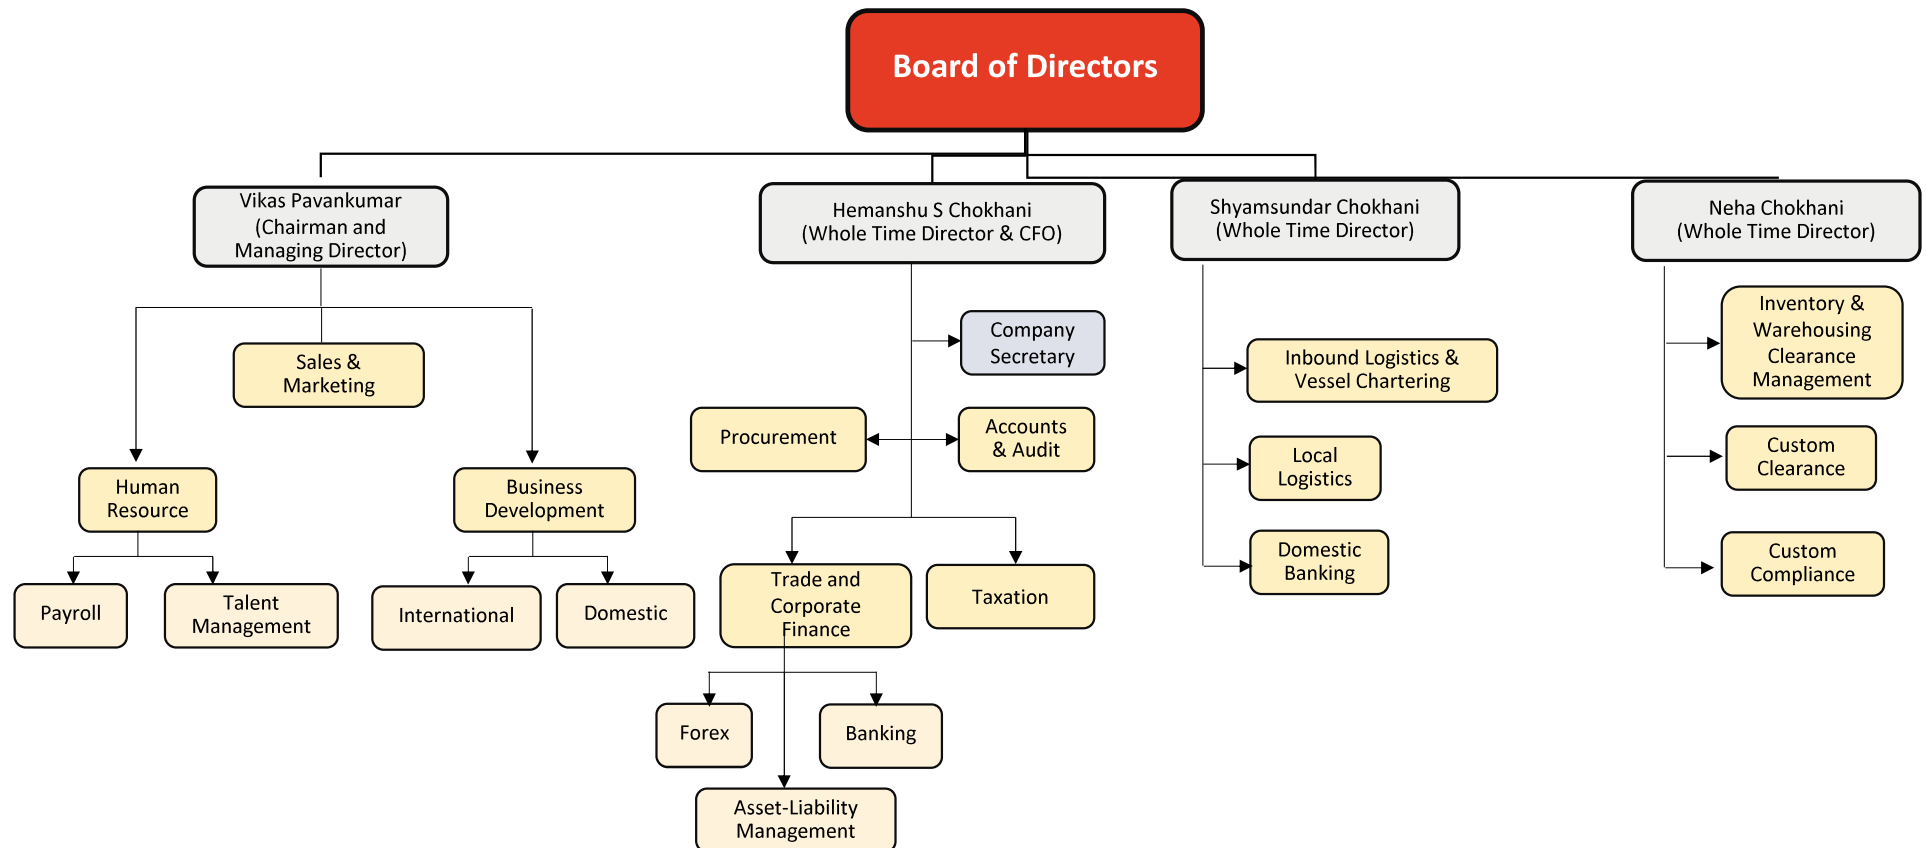 Board of Directors
Vikas Pavankumar
(Chairman and
Managing Director)
Hemanshu S Chokhani
(Whole Time Director & CFO)
Shyamsundar Chokhani
(Whole Time Director)
Neha Chokhani
(Whole Time Director)
Sales &
Marketing
Human
Resource
Business
Development
Payroll
Talent
Management
International
Domestic
Company
Secretary
Procurement
Accounts
& Audit
Trade and
Corporate
Finance
Taxation
Forex
Banking
Asset-Liability
Management
Inbound Logistics &
Vessel Chartering
Local
Logistics
Domestic
Banking
Inventory &
Warehousing
Clearance
Management
Custom
Clearance
Custom
Compliance